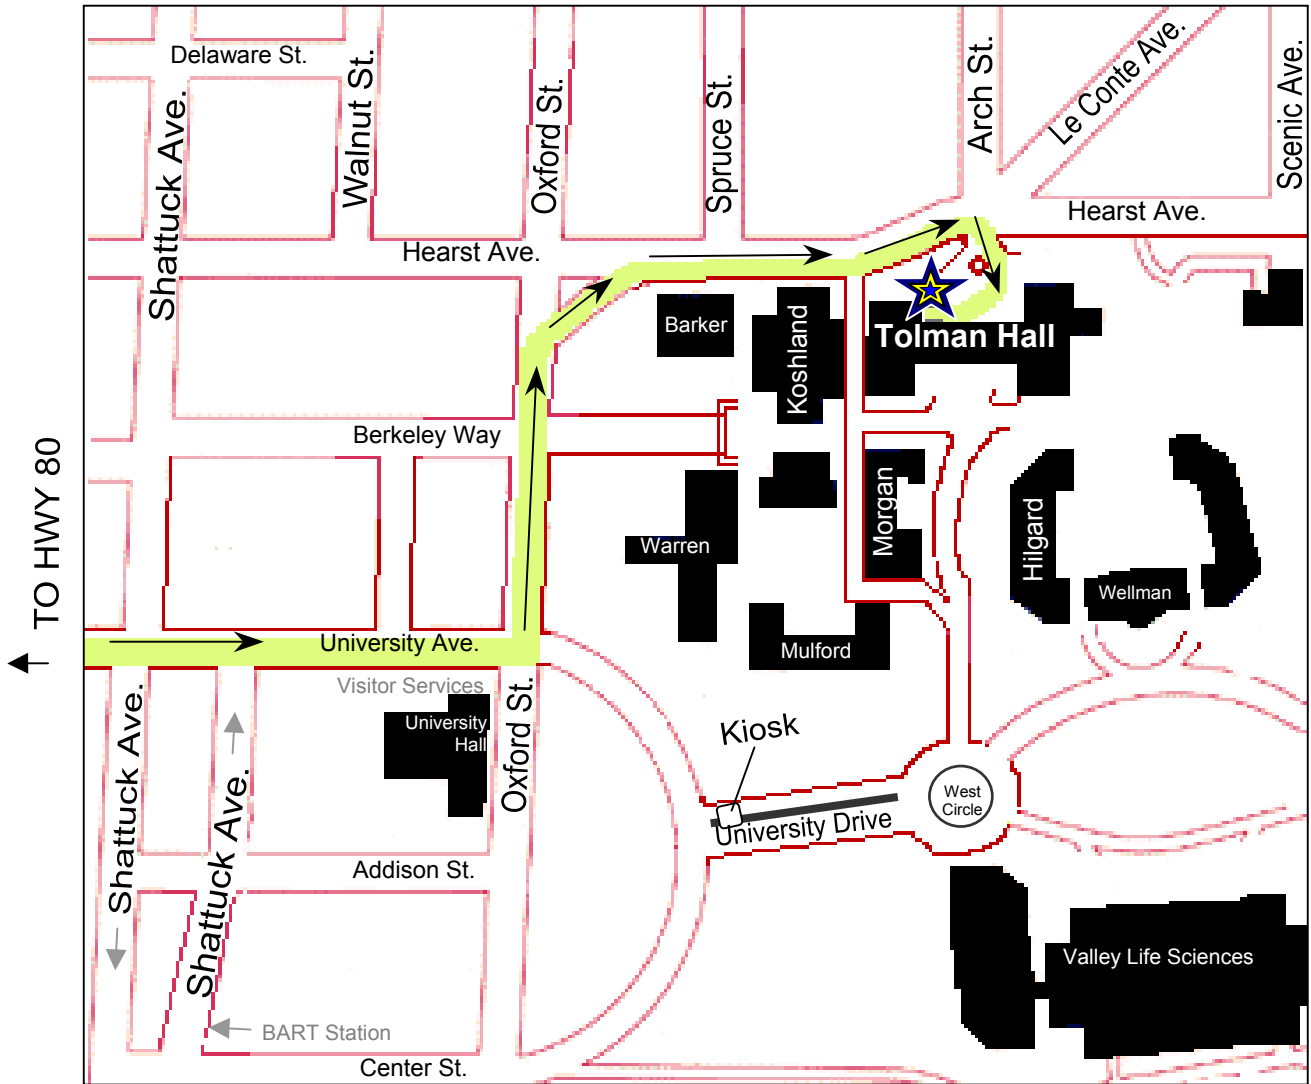 Delaware St.
Shattuck Ave.
Walnut St.
Oxford St.
Spruce St.
Arch St.
Le Conte Ave.
Scenic Ave.
Hearst Ave.
Hearst Ave.
Barker
Koshland
Tolman Hall
Berkeley Way
TO HWY 80
Warren
Morgan
Hilgard
Wellman
University Ave.
Mulford
Visitor Services
University
Hall
Oxford St.
Shattuck Ave.
Shattuck Ave.
Kiosk
University Drive
West
Circle
Addison St.
Valley Life Sciences
BART Station
Center St.